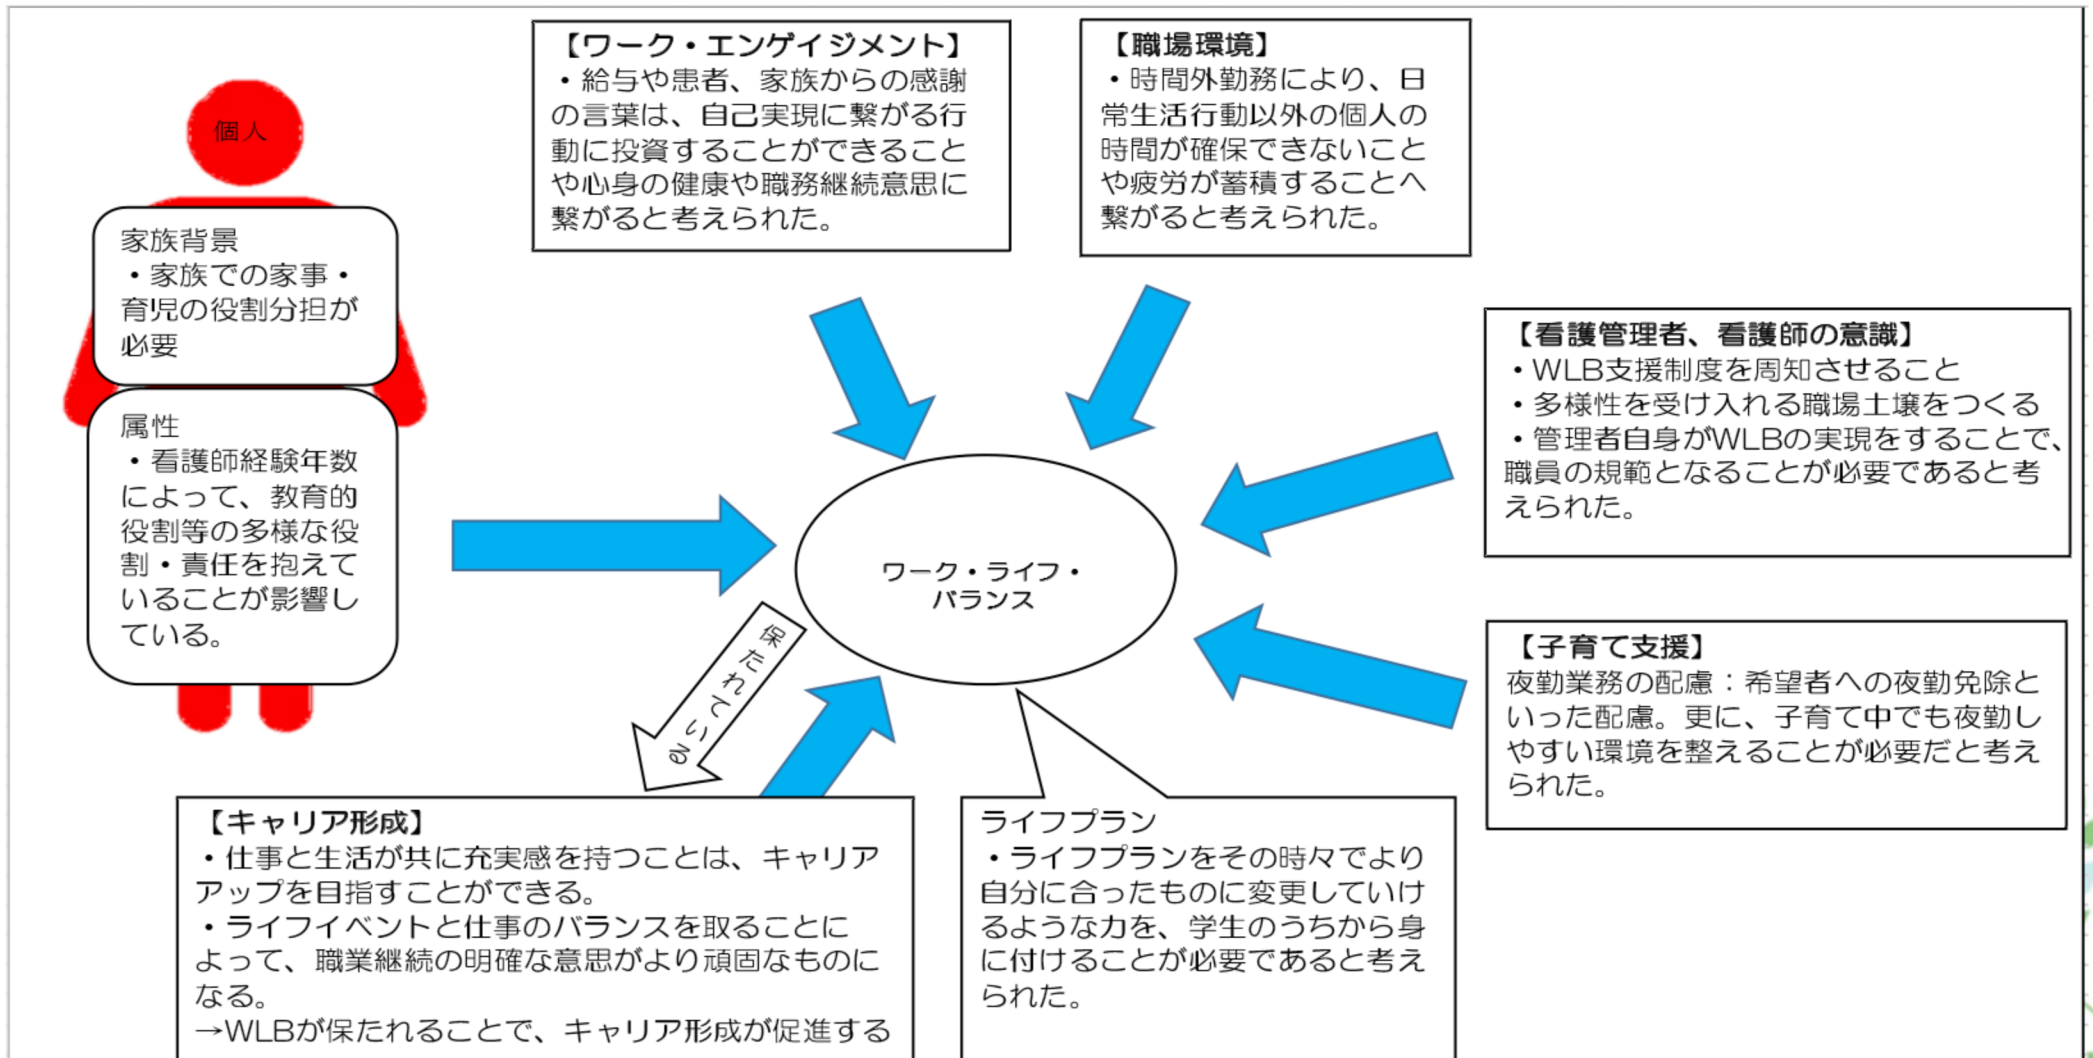 個人
家族背景
・家族での家事・
育児の役割分担が
必要
属性
・看護師経験年数
によって、教育的
役割等の多様な役
割・責任を抱えて
いることが影響し
ている。
【ワーク・エンゲイジメント】
・給与や患者、家族からの感謝
の言葉は、自己実現に繋がる行
動に投資することができること
や心身の健康や職務継続意思に
繋がると考えられた。
【職場環境】
・時間外勤務により、日
常生活行動以外の個人の
時間が確保できないこと
や疲労が蓄積することへ
繋がると考えられた。
【看護管理者、看護師の意識】
・WLB支援制度を周知させること
・多様性を受け入れる職場土壌をつくる
・管理者自身がWLBの実現をすることで、
職員の規範となることが必要であると考
えられた。
ワーク・ライフ・
バランス
保たれている
【子育て支援】
夜勤業務の配慮：希望者への夜勤免除と
いった配慮。更に、子育て中でも夜勤し
やすい環境を整えることが必要だと考え
られた。
【キャリア形成】
・仕事と生活が共に充実感を持つことは、キャリア
アップを目指すことができる。
・ライフイベントと仕事のバランスを取ることに
よって、職業継続の明確な意思がより頑固なものに
なる。
→WLBが保たれることで、キャリア形成が促進する
ライフプラン
・ライフプランをその時々でより
自分に合ったものに変更していけ
るような力を、学生のうちから身
に付けることが必要であると考え
られた。